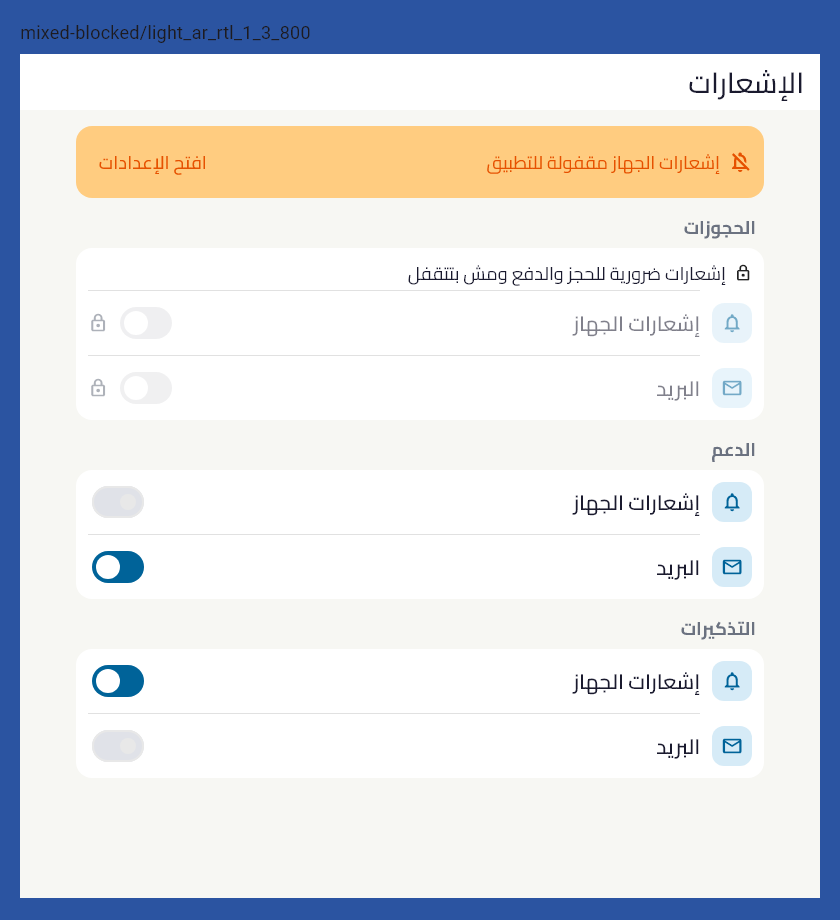 mixed-blocked/light_ar_rtl_1_3_800
الإشعارات
إشعارات الجهاز مقفولة للتطبيق
افتح الإعدادات
الحجوزات
إشعارات ضرورية للحجز والدفع ومش بتتقفل
إشعارات الجهاز
البريد
الدعم
إشعارات الجهاز
البريد
التذكيرات
إشعارات الجهاز
البريد